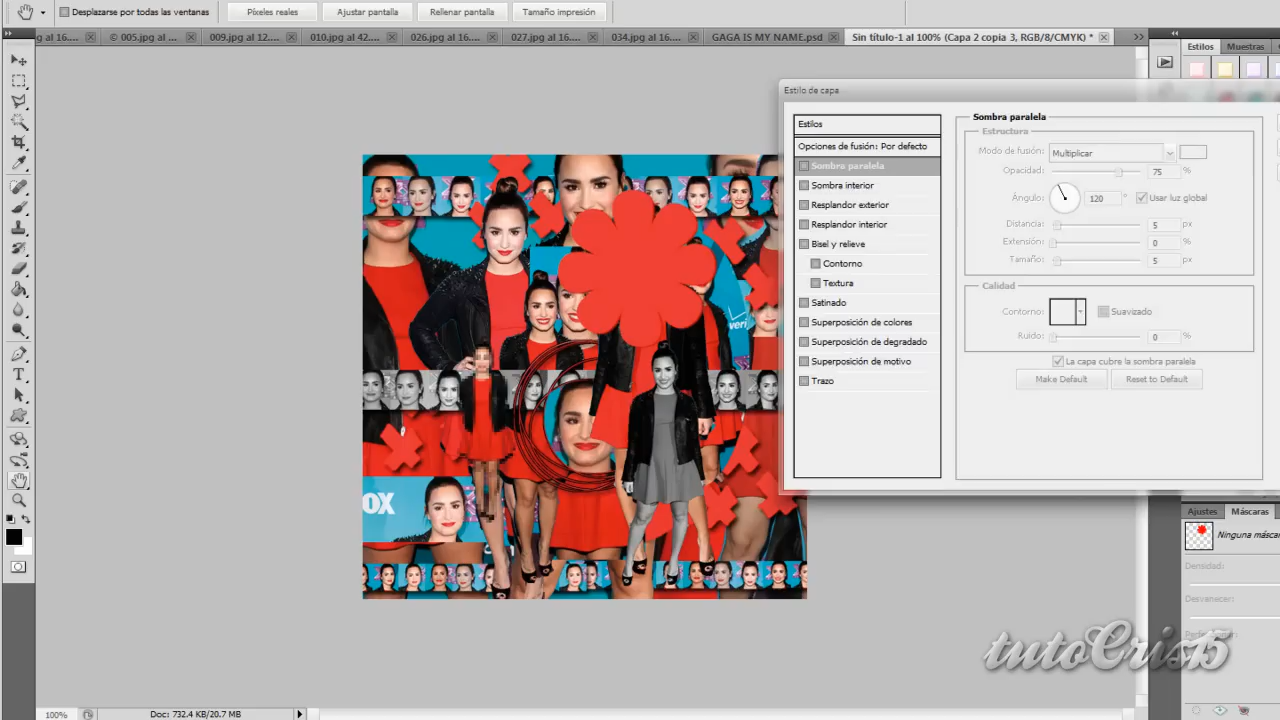 Desplazarse por todas las ventanas
Píxeles reales
Ajustar pantalla
Rellenar pantalla
Tamaño impresión
g al 16....
© 005.jpg al ...
009.jpg al 12....
010.jpg al 42....
026.jpg al 16....
027.jpg al 16....
034.jpg al 16....
GAGA IS MY NAME.psd
Sin título-1 al 100% (Capa 2 copia 3, RGB/8/CMYK) *
Estilos
Muestras
Estilo de capa
Estilos
Opciones de fusión: Por defecto
Sombra paralela
Sombra interior
Resplandor exterior
Resplandor interior
Bisel y relieve
Contorno
Textura
Satinado
Superposición de colores
Superposición de degradado
Superposición de motivo
Trazo
Sombra paralela
Estructura
Modo de fusión: Multiplicar
Opacidad: 75 %
Ángulo: 120 ° Usar luz global
Distancia: 5 px
Extensión: 0 %
Tamaño: 5 px
Calidad
Contorno: Suavizado
Ruido: 0 %
La capa cubre la sombra paralela
Make Default
Reset to Default
OX
Ajustes
Máscaras
Ninguna másca
Densidad:
Desvanecer:
tutoCris15
100%
Doc: 732.4 KB/20.7 MB